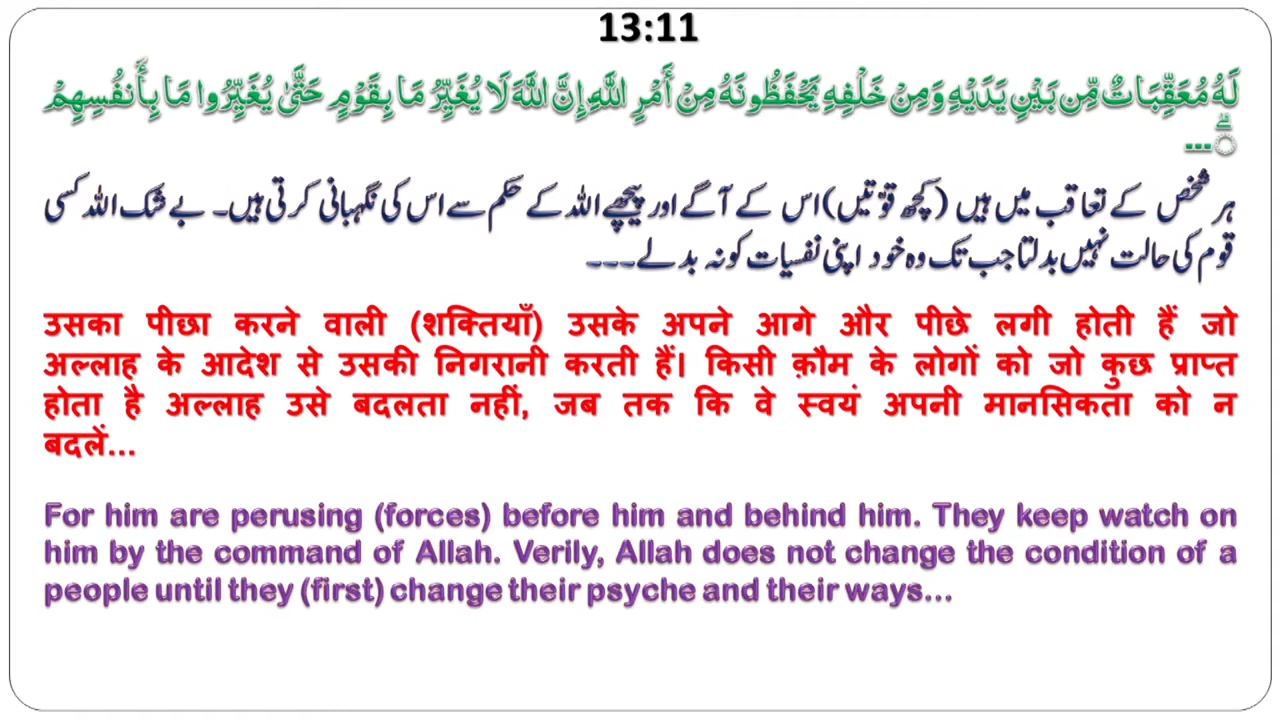 13:11
لَهُ مُعَقِّبَاتٌ مِّن بَيْنِ يَدَيْهِ وَمِنْ خَلْفِهِ يَحْفَظُونَهُ مِنْ أَمْرِ اللَّهِ إِنَّ اللَّهَ لَا يُغَيِّرُ مَا بِقَوْمٍ حَتَّىٰ يُغَيِّرُوا مَا بِأَنفُسِهِمْ
ۗ...
ہر شخص کے تعاقب میں ہیں (کچھ قوّتیں) اس کے آگے اور پیچھے اللہ کے حکم سے اس کی نگہبانی کرتی ہیں۔ بے شک اللہ کسی
قوم کی حالت نہیں بدلتا جب تک وہ خود اپنی نفسیات کو نہ بدلے۔۔۔۔
उसका पीछा करने वाली (शक्तियाँ) उसके अपने आगे और पीछे लगी होती हैं जो
अल्लाह के आदेश से उसकी निगरानी करती हैं। किसी क़ौम के लोगों को जो कुछ प्राप्त
होता है अल्लाह उसे बदलता नहीं, जब तक कि वे स्वयं अपनी मानसिकता को न
बदलें...
For him are perusing (forces) before him and behind him. They keep watch on
him by the command of Allah. Verily, Allah does not change the condition of a
people until they (first) change their psyche and their ways...